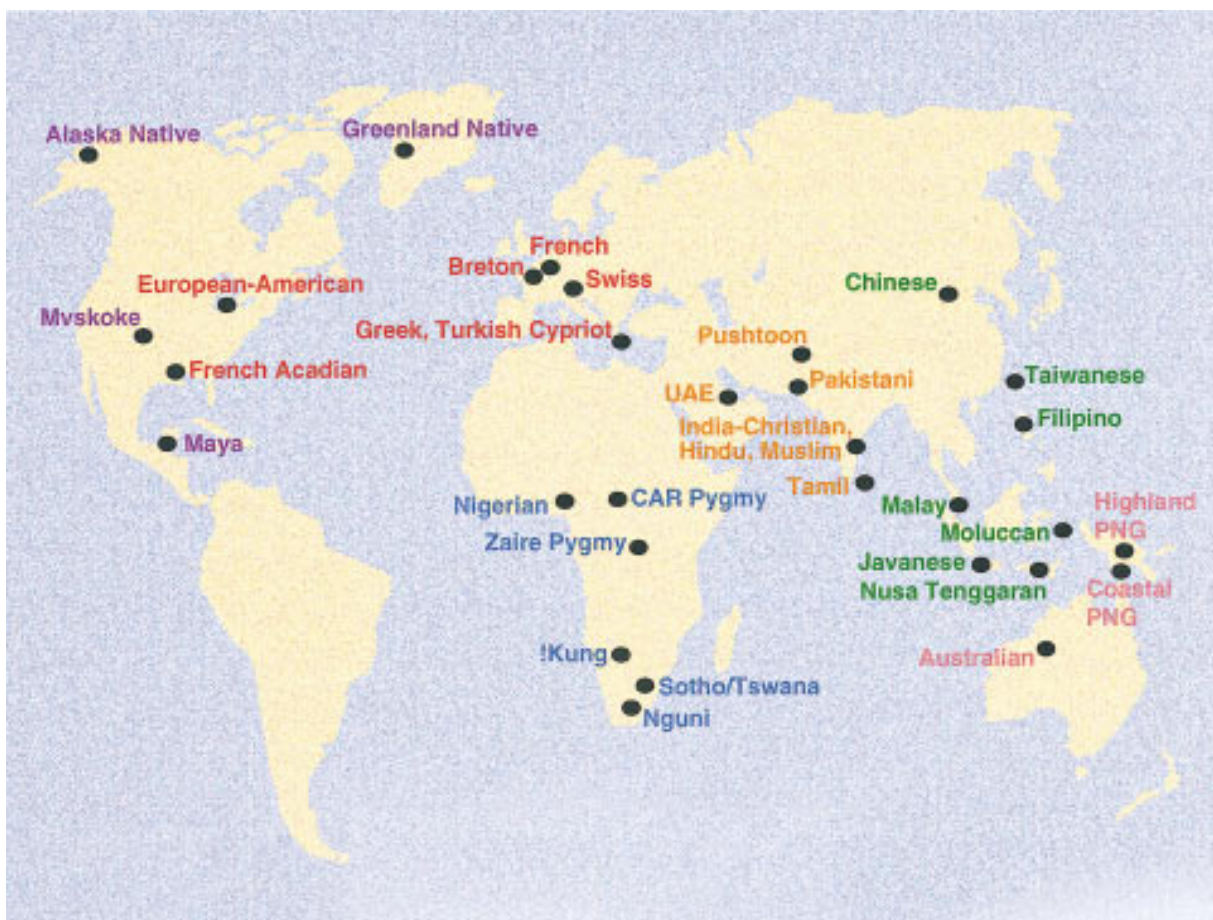 Alaska Native
Greenland Native
French
Breton
Swiss
European-American
Chinese
Mvskoke
Greek, Turkish Cypriot
Pushtoon
French Acadian
Pakistani
Taiwanese
UAE
India-Christian,
Hindu, Muslim
Filipino
Maya
Tamil
Nigerian
CAR Pygmy
Malay
Highland
PNG
Moluccan
Zaire Pygmy
Javanese
Nusa Tenggaran
Coastal
PNG
!Kung
Australian
Sotho/Tswana
Nguni